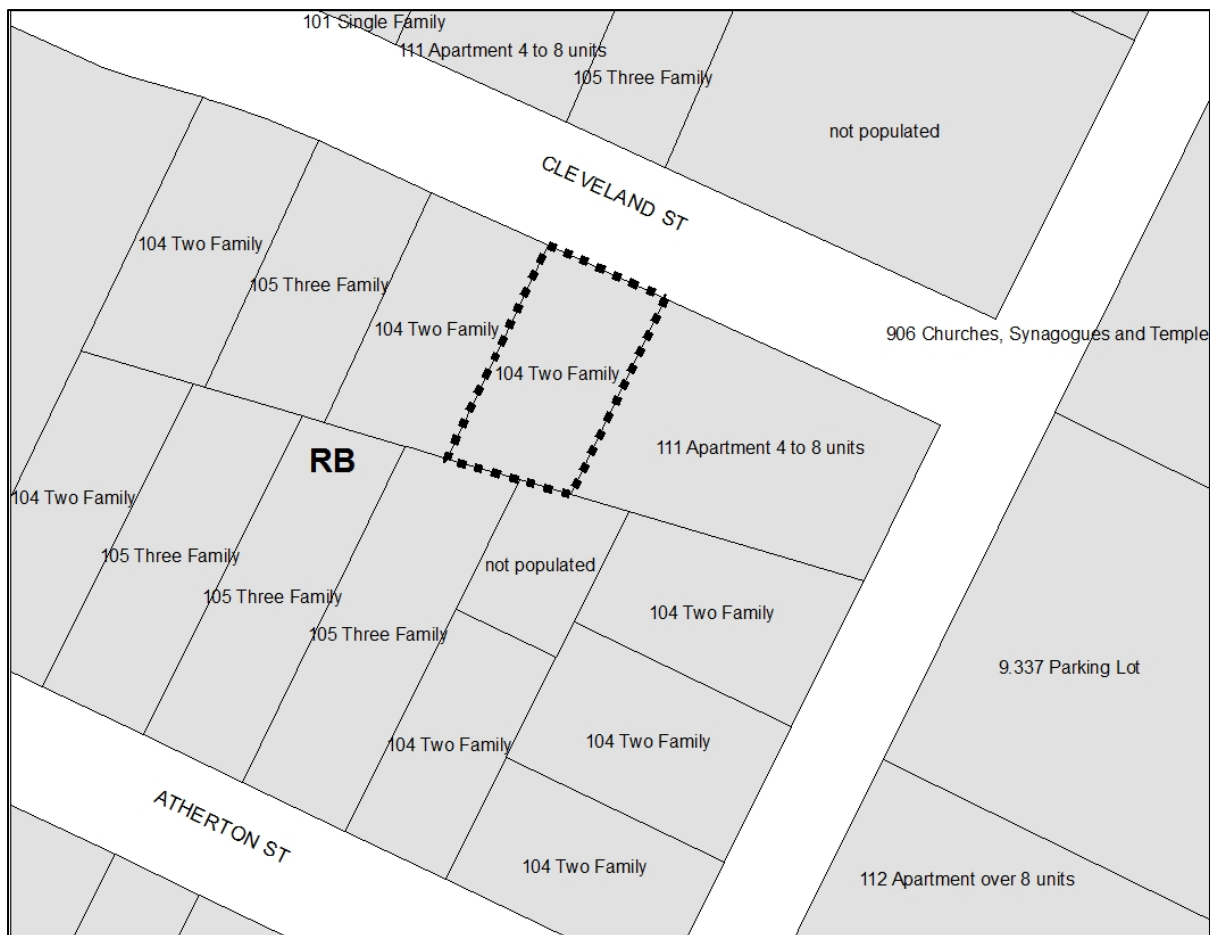 101 Single Family
111 Apartment 4 to 8 units
105 Three Family
not populated
CLEVELAND ST
104 Two Family
105 Three Family
104 Two Family
906 Churches, Synagogues and Temple
104 Two Family
111 Apartment 4 to 8 units
RB
104 Two Family
105 Three Family
not populated
105 Three Family
104 Two Family
105 Three Family
9.337 Parking Lot
104 Two Family
104 Two Family
ATHERTON ST
104 Two Family
112 Apartment over 8 units